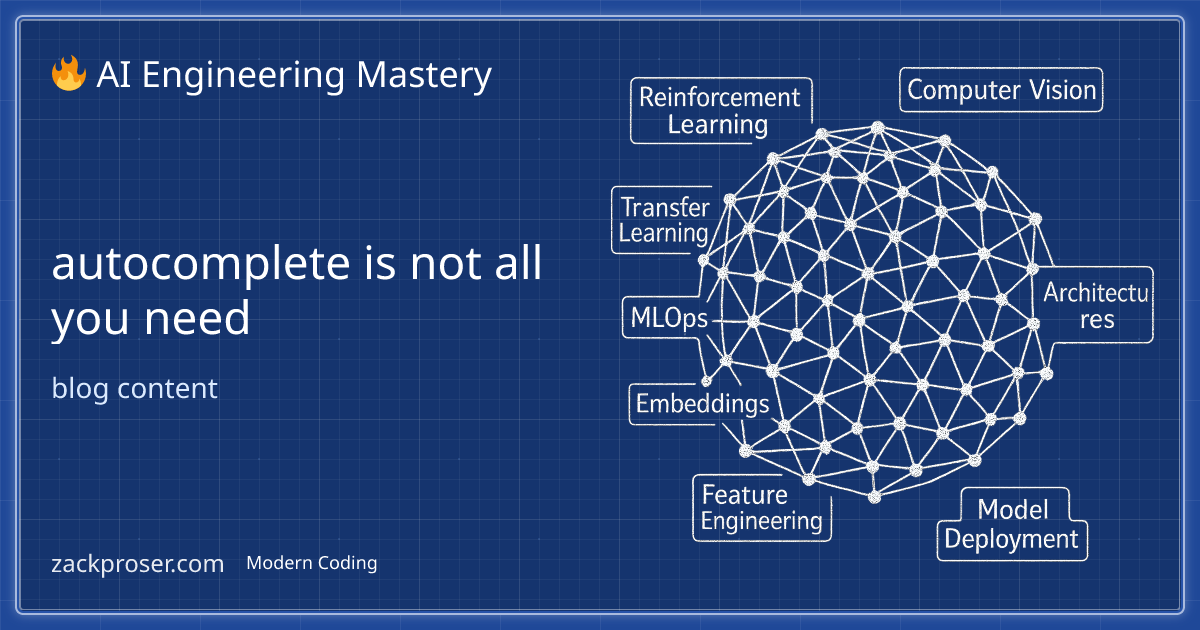 🔥 AI Engineering Mastery
autocomplete is not all
you need
blog content
zackproser.com
Modern Coding
Reinforcement
Learning
Computer Vision
Transfer
Learning
MLOps
Architectu
res
Embeddings
Feature
Engineering
Model
Deployment